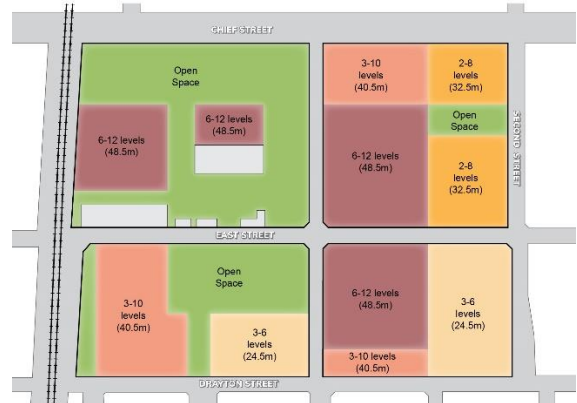 CHIEF STREET
Open
Space
3-10
levels
(40.5m)
2-8
levels
(32.5m)
6-12 levels
(48.5m)
6-12 levels
(48.5m)
6-12 levels
(48.5m)
Open
Space
SECOND STREET
2-8
levels
(32.5m)
EAST STREET
3-10
levels
(40.5m)
Open
Space
3-6
levels
(24.5m)
6-12 levels
(48.5m)
3-6
levels
(24.5m)
3-10 levels
(40.5m)
DRAYTON STREET